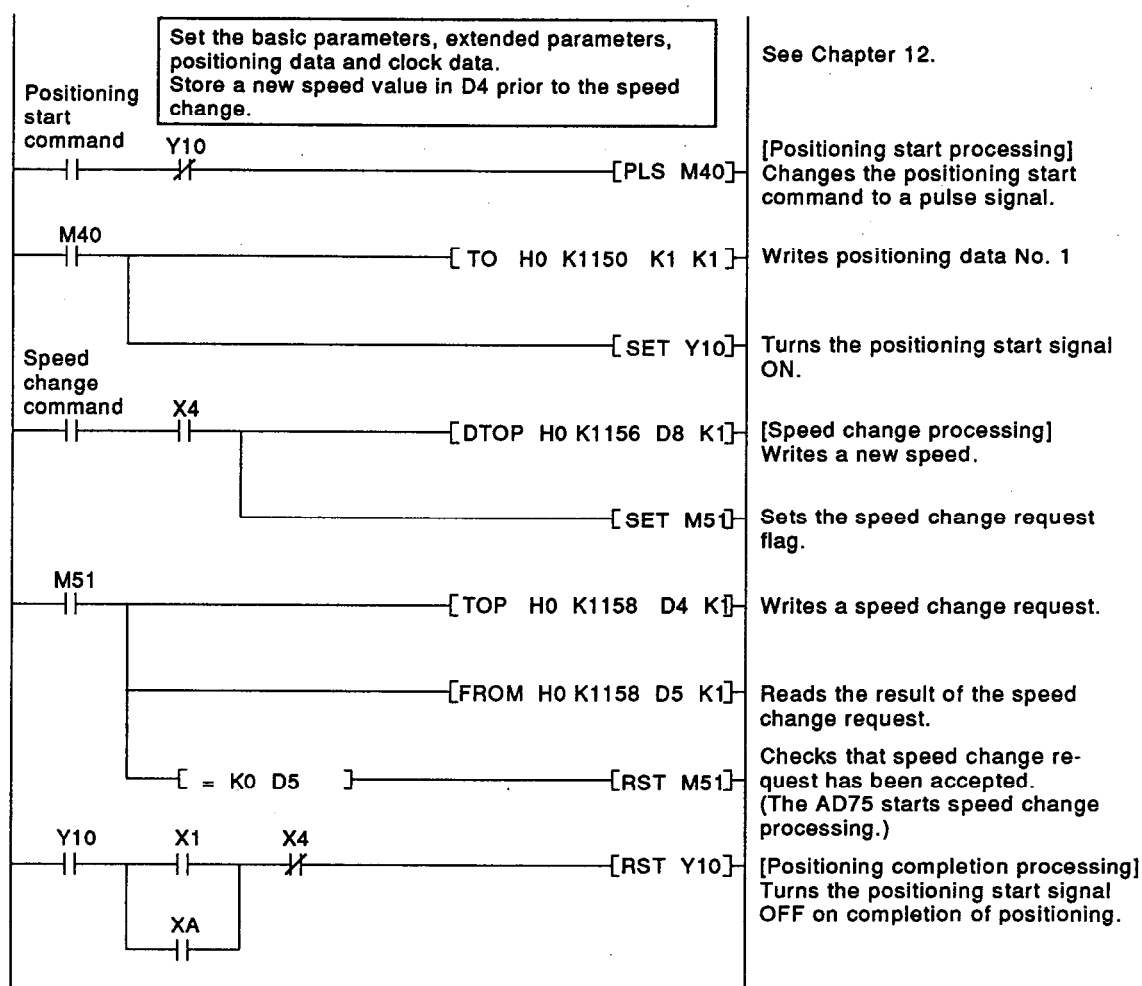 Set the basic parameters, extended parameters,
positioning data and clock data.
Store a new speed value in D4 prior to the speed
change.
See Chapter 12.
Positioning
start
command
Y10
[PLS M40]
[Positioning start processing]
Changes the positioning start
command to a pulse signal.
M40
[TO H0 K1150 K1 K1]
Writes positioning data No. 1
[SET Y10]
Turns the positioning start signal
ON.
Speed
change
command
X4
[DTOP H0 K1156 D8 K1]
[Speed change processing]
Writes a new speed.
[SET M51]
Sets the speed change request
flag.
M51
[TOP H0 K1158 D4 K1]
Writes a speed change request.
[FROM H0 K1158 D5 K1]
Reads the result of the speed
change request.
[ = K0 D5 ]
[RST M51]
Checks that speed change re-
quest has been accepted.
(The AD75 starts speed change
processing.)
Y10 X1 X4
[RST Y10]
[Positioning completion processing]
Turns the positioning start signal
OFF on completion of positioning.
XA